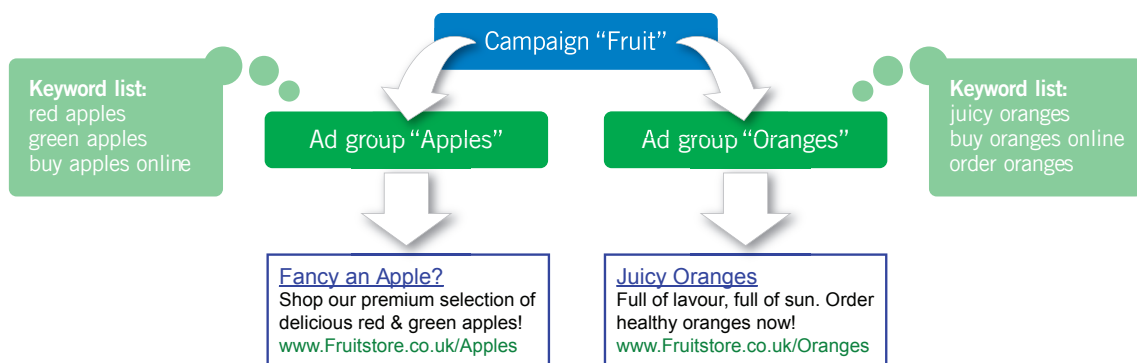 Campaign “Fruit”
Keyword list:
red apples
green apples
buy apples online
Ad group “Apples”
Ad group “Oranges”
Keyword list:
juicy oranges
buy oranges online
order oranges
Fancy an Apple?
Shop our premium selection of
delicious red & green apples!
www.Fruitstore.co.uk/Apples
Juicy Oranges
Full of lavour, full of sun. Order
healthy oranges now!
www.Fruitstore.co.uk/Oranges